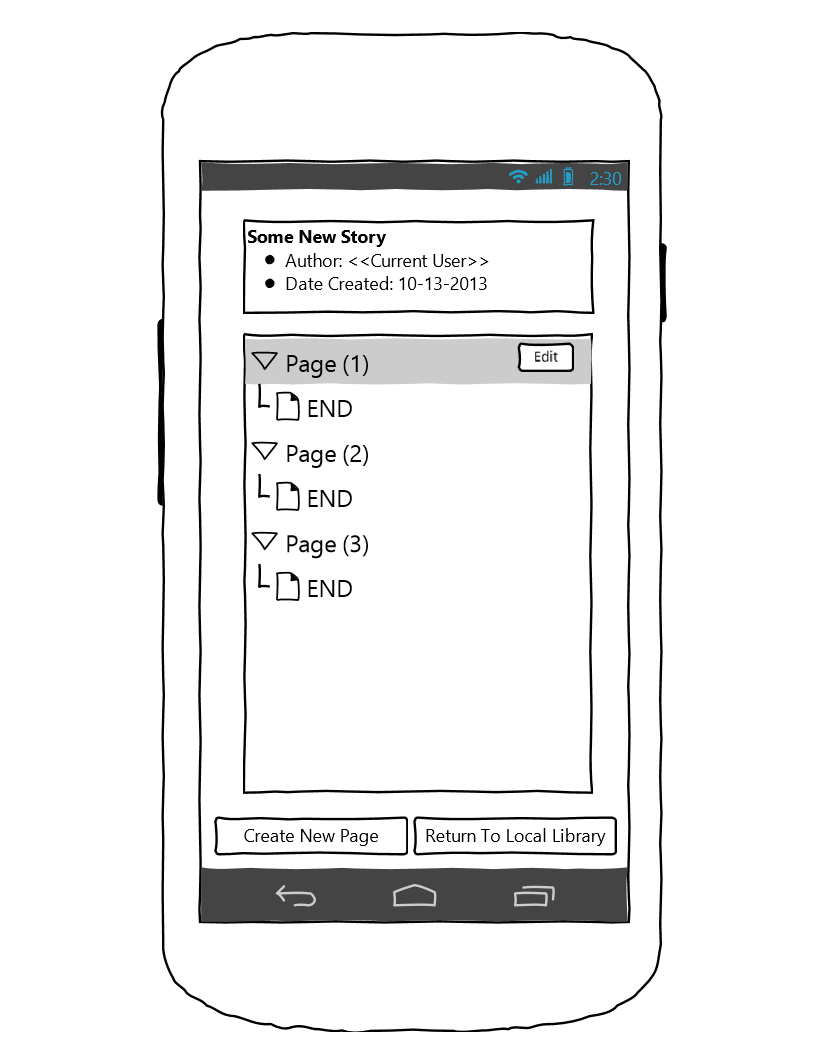 2:30
Some New Story
Author: <<Current User>>
Date Created: 10-13-2013
Page (1) Edit
END
Page (2)
END
Page (3)
END
Create New Page Return To Local Library